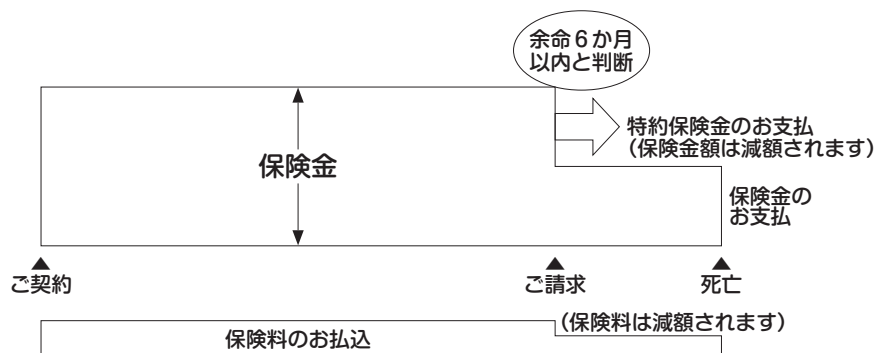 余命6か月
以内と判断
特約保険金のお支払
（保険金額は減額されます）
保険金
保険金の
お支払
▲
▲
▲
ご契約
ご請求
死亡
（保険料は減額されます）
保険料のお払込